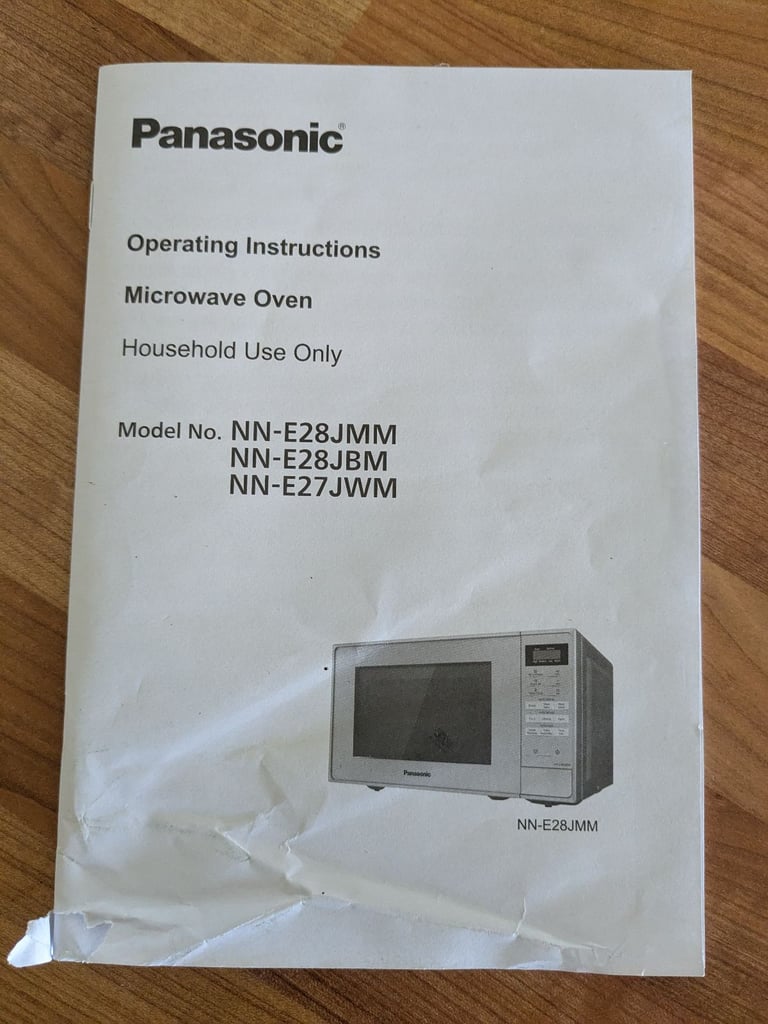 Panasonic®
Operating Instructions
Microwave Oven
Household Use Only
Model No. NN-E28JMM
NN-E28JBM
NN-E27JWM
Panasonic
NN-E28JMM